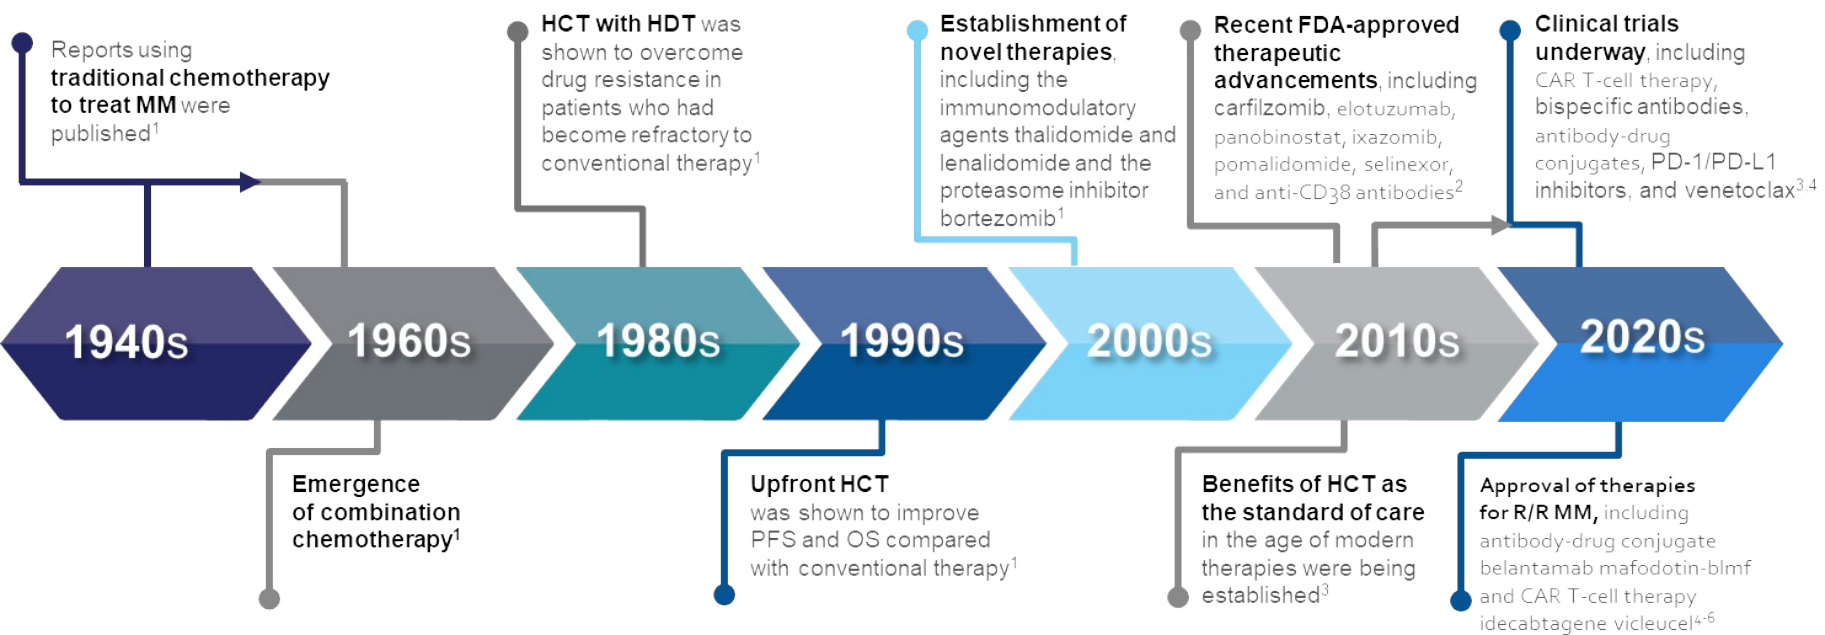 Reports using
traditional chemotherapy
to treat MM were
published1
HCT with HDT was
shown to overcome
drug resistance in
patients who had
become refractory to
conventional therapy1
Establishment of
novel therapies,
including the
immunomodulatory
agents thalidomide and
lenalidomide and the
proteasome inhibitor
bortezomib1
Recent FDA-approved
therapeutic
advancements, including
carfilzomib, elotuzumab,
panobinostat, ixazomib,
pomalidomide, selinexor,
and anti-CD38 antibodies2
Clinical trials
underway, including
CAR T-cell therapy,
bispecific antibodies,
antibody-drug
conjugates, PD-1/PD-L1
inhibitors, and venetoclax3,4
1940s
1960s
1980s
1990s
2000s
2010s
2020s
Emergence
of combination
chemotherapy1
Upfront HCT
was shown to improve
PFS and OS compared
with conventional therapy1
Benefits of HCT as
the standard of care
in the age of modern
therapies were being
established3
Approval of therapies
for R/R MM, including
antibody-drug conjugate
belantamab mafodotin-blmf
and CAR T-cell therapy
idecabtagene vicleucel4-6